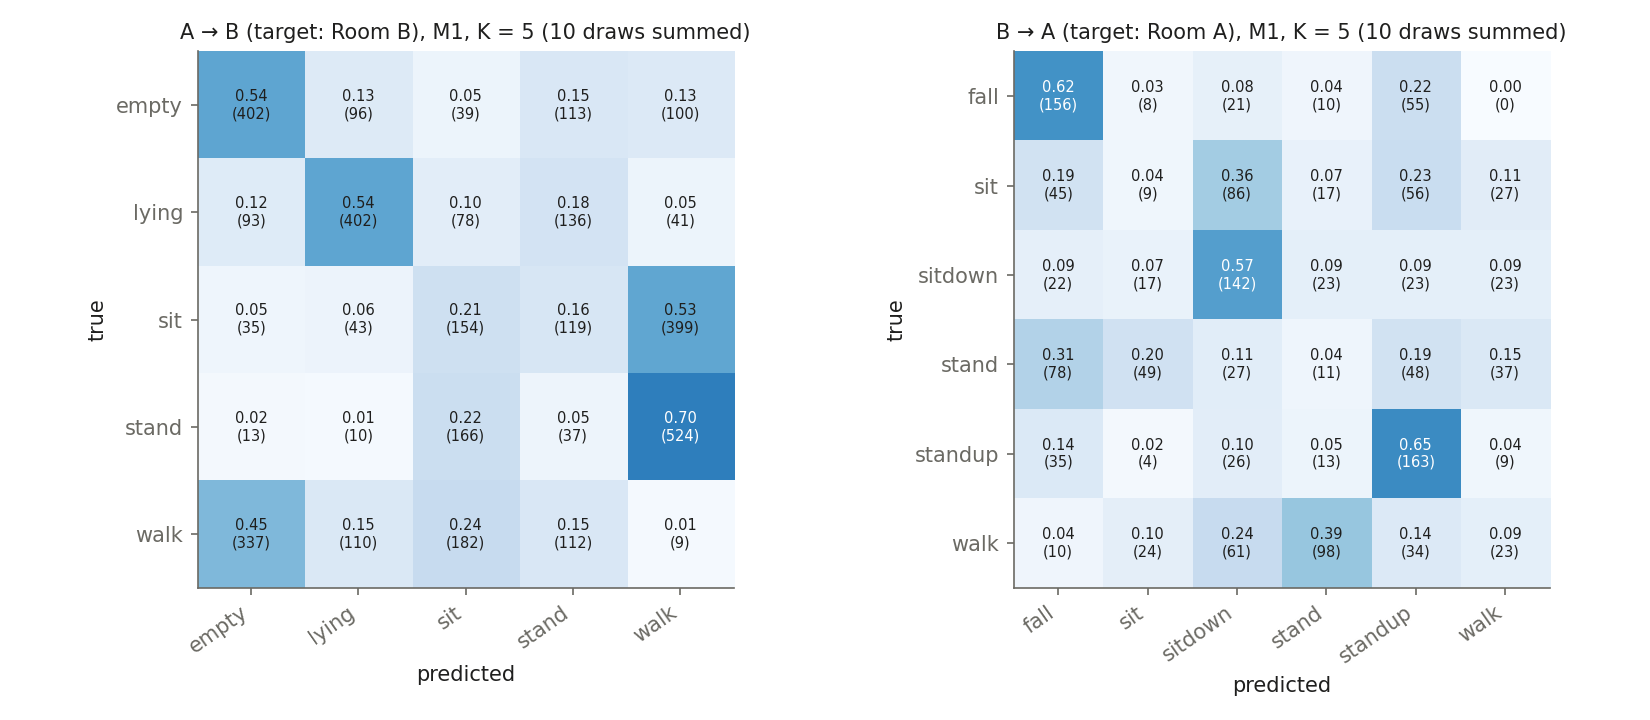 A → B (target: Room B), M1, K = 5 (10 draws summed)
true
empty
0.54 0.13 0.05 0.15 0.13
(402) (96) (39) (113) (100)
lying
0.12 0.54 0.10 0.18 0.05
(93) (402) (78) (136) (41)
sit
0.05 0.06 0.21 0.16 0.53
(35) (43) (154) (119) (399)
stand
0.02 0.01 0.22 0.05 0.70
(13) (10) (166) (37) (524)
walk
0.45 0.15 0.24 0.15 0.01
(337) (110) (182) (112) (9)
empty lying sit stand walk
predicted
B → A (target: Room A), M1, K = 5 (10 draws summed)
true
fall
0.62 0.03 0.08 0.04 0.22 0.00
(156) (8) (21) (10) (55) (0)
sit
0.19 0.04 0.36 0.07 0.23 0.11
(45) (9) (86) (17) (56) (27)
sitdown
0.09 0.07 0.57 0.09 0.09 0.09
(22) (17) (142) (23) (23) (23)
stand
0.31 0.20 0.11 0.04 0.19 0.15
(78) (49) (27) (11) (48) (37)
standup
0.14 0.02 0.10 0.05 0.65 0.04
(35) (4) (26) (13) (163) (9)
walk
0.04 0.10 0.24 0.39 0.14 0.09
(10) (24) (61) (98) (34) (23)
fall sit sitdown stand standup walk
predicted